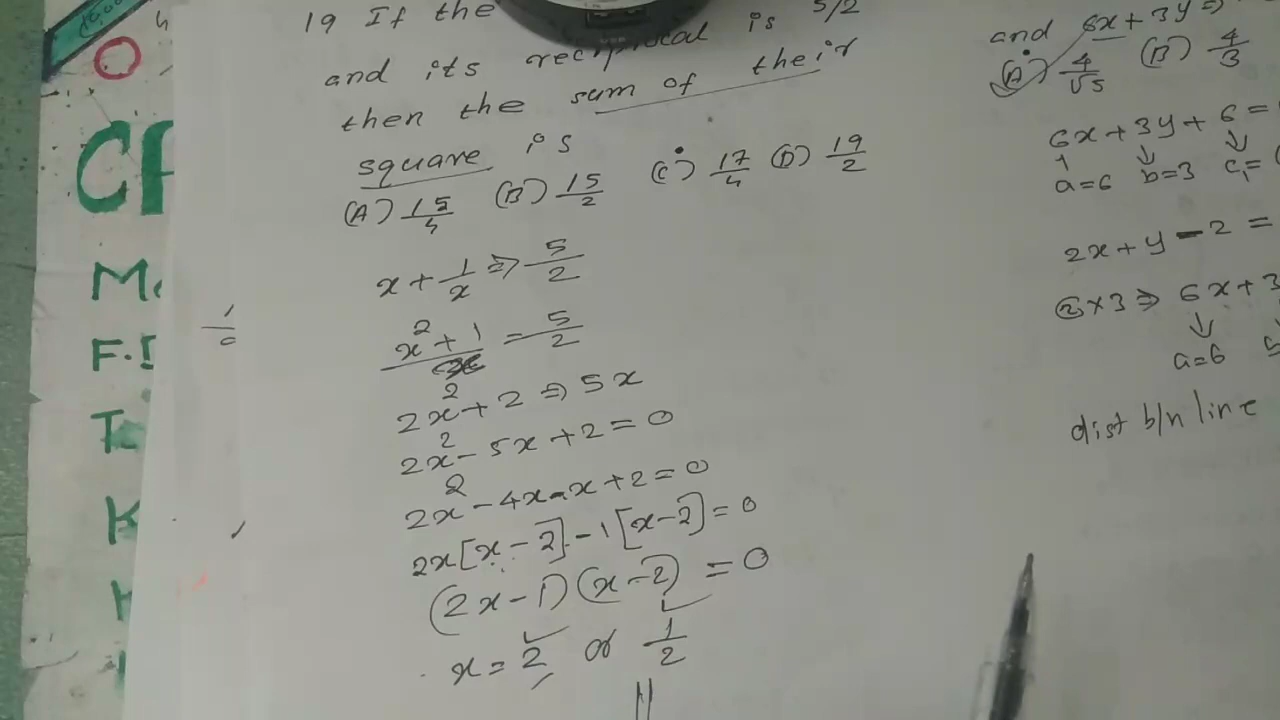 19 If the 5/2
and its reciprocal is
then the sum of their
square is
(A) 15/4 (B) 15/2 (C) 17/4 (D) 19/2
x + 1/x => 5/2
x² + 1 / x = 5/2
2x² + 2 => 5x
2x² - 5x + 2 = 0
2x² - 4x - x + 2 = 0
2x[x - 2] - 1[x - 2] = 0
(2x - 1)(x - 2) = 0
x = 2 or 1/2
and 6x + 3y =>
(A) 4/√5 (B) 4/3
6x + 3y + 6 =
a = 6 b = 3 c₁ =
2x + y - 2 =
② × 3 => 6x + 3
a = 6
dist b/n line
F.
T
K